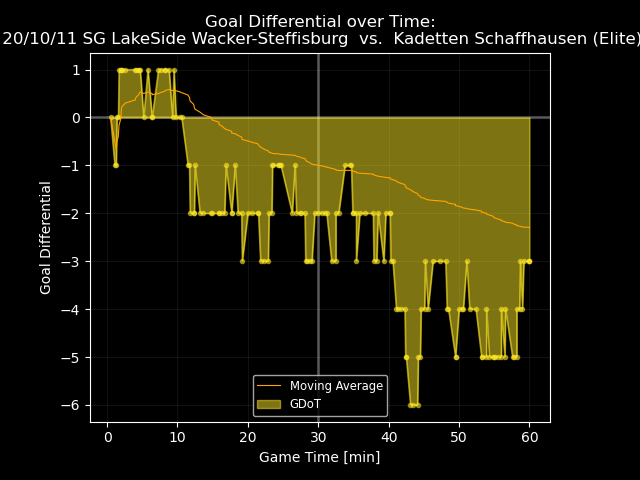 Goal Differential over Time:
20/10/11 SG LakeSide Wacker-Steffisburg  vs.  Kadetten Schaffhausen (Elite)
1
0
−1
−2
−3
−4
−5
−6
Goal Differential
Moving Average
GDoT
0 10 20 30 40 50 60
Game Time [min]